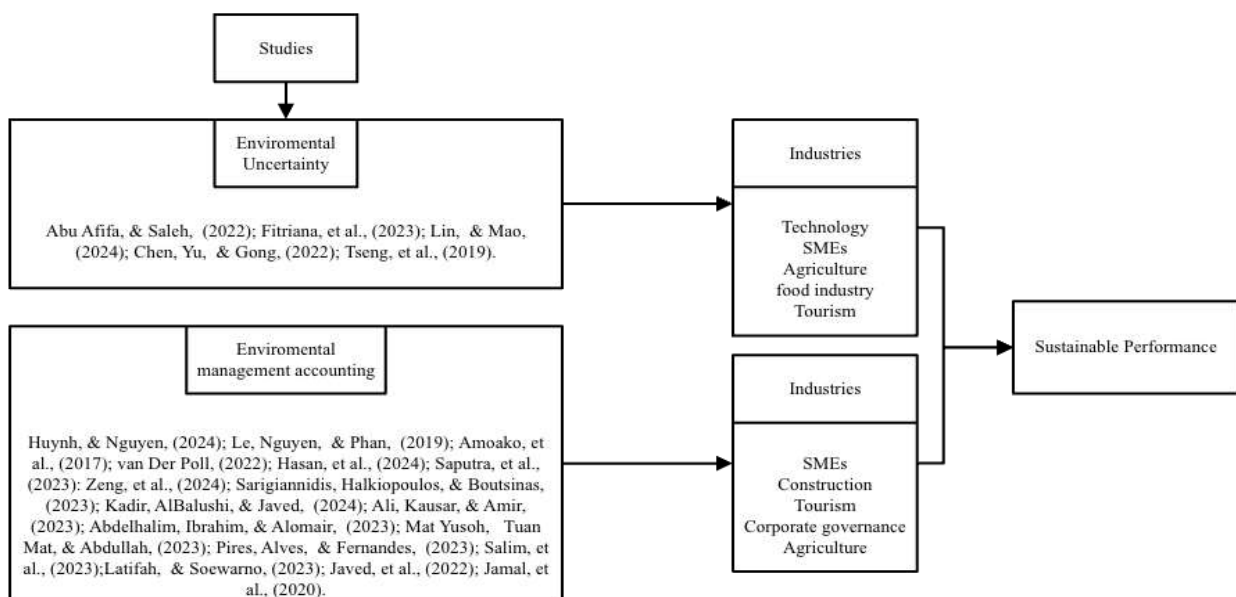 Studies
Enviromental
Uncertainty
Abu Afifa, & Saleh, (2022); Fitriana, et al., (2023); Lin, & Mao,
(2024); Chen, Yu, & Gong, (2022); Tseng, et al., (2019).
Industries
Technology
SMEs
Agriculture
food industry
Tourism
Enviromental
management accounting
Huynh, & Nguyen, (2024); Le, Nguyen, & Phan, (2019); Amoako, et
al., (2017); van Der Poll, (2022); Hasan, et al., (2024); Saputra, et al.,
(2023): Zeng, et al., (2024); Sarigiannidis, Halkiopoulos, & Boutsinas,
(2023); Kadir, AlBalushi, & Javed, (2024); Ali, Kausar, & Amir,
(2023); Abdelhalim, Ibrahim, & Alomair, (2023); Mat Yusoh, Tuan
Mat, & Abdullah, (2023); Pires, Alves, & Fernandes, (2023); Salim, et
al., (2023);Latifah, & Soewarno, (2023); Javed, et al., (2022); Jamal, et
al., (2020).
Industries
SMEs
Construction
Tourism
Corporate governance
Agriculture
Sustainable Performance